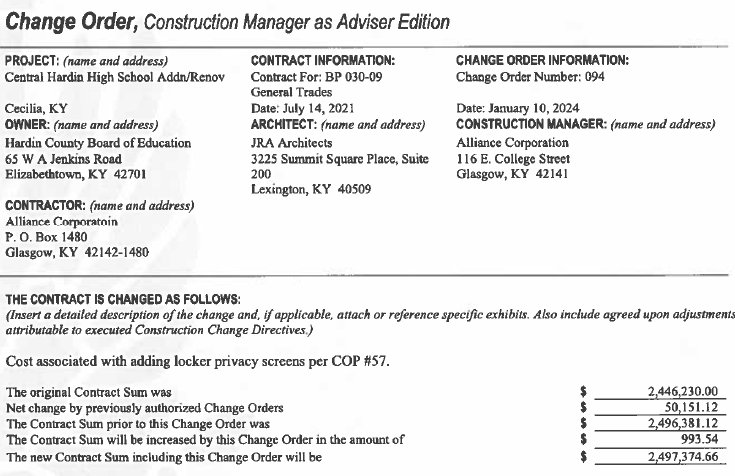 Change Order, Construction Manager as Adviser Edition
PROJECT: (name and address)
Central Hardin High School Addn/Renov
Cecilia, KY
CONTRACT INFORMATION:
Contract For: BP 030-09
General Trades
Date: July 14, 2021
CHANGE ORDER INFORMATION:
Change Order Number: 094
Date: January 10, 2024
OWNER: (name and address)
Hardin County Board of Education
65 W A Jenkins Road
Elizabethtown, KY 42701
ARCHITECT: (name and address)
JRA Architects
3225 Summit Square Place, Suite
200
Lexington, KY 40509
CONSTRUCTION MANAGER: (name and address)
Alliance Corporation
116 E. College Street
Glasgow, KY 42141
CONTRACTOR: (name and address)
Alliance Corporatoin
P. O. Box 1480
Glasgow, KY 42142-1480
THE CONTRACT IS CHANGED AS FOLLOWS:
(Insert a detailed description of the change and, if applicable, attach or reference specific exhibits. Also include agreed upon adjustments
attributable to executed Construction Change Directives.)
Cost associated with adding locker privacy screens per COP #57.
The original Contract Sum was $ 2,446,230.00
Net change by previously authorized Change Orders $ 50,151.12
The Contract Sum prior to this Change Order was $ 2,496,381.12
The Contract Sum will be increased by this Change Order in the amount of $ 993.54
The new Contract Sum including this Change Order will be $ 2,497,374.66